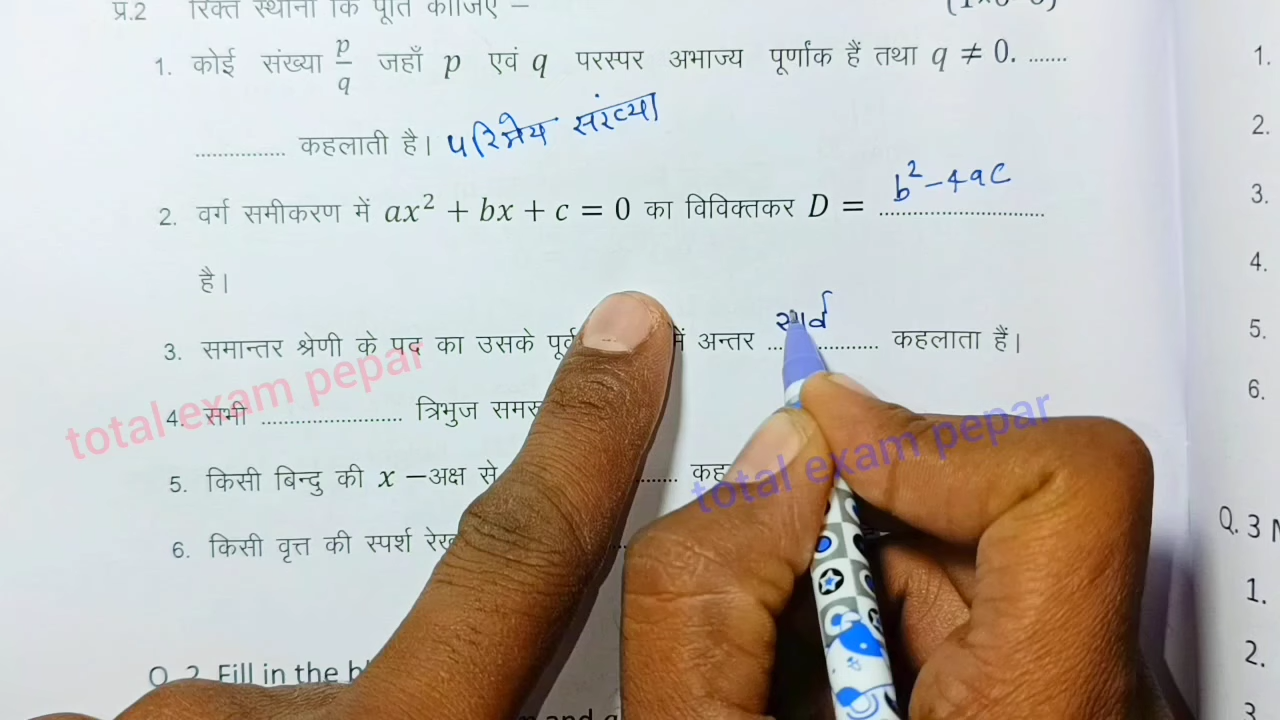 प्र.2 रिक्त स्थानों कि पूर्ति कीजिए –
1. कोई संख्या p/q जहाँ p एवं q परस्पर अभाज्य पूर्णांक हैं तथा q ≠ 0. .......
................ कहलाती है। परिमेय संख्या
b² – 4ac
2. वर्ग समीकरण में ax² + bx + c = 0 का विविक्तकर D = ..............................
है।
3. समान्तर श्रेणी के पद का उसके में अन्तर .................... कहलाता हैं।
total exam pepar
4. सभी ......................... त्रिभुज
total exam pepar
5. किसी बिन्दु की x –अक्ष से ........
6. किसी वृत्त की स्पर्श
Q. 2 Fill in the
and
1.
2.
3.
4.
5.
6.
Q. 3
1.
2.
3